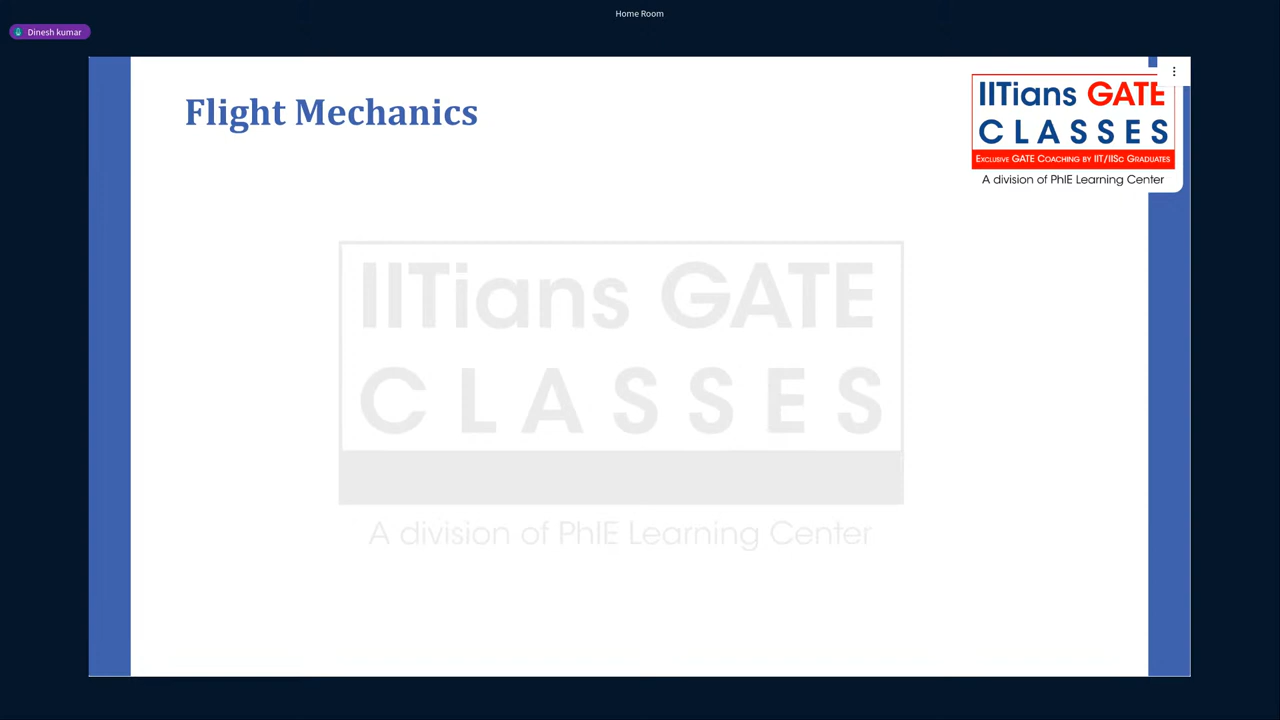 Home Room
Dinesh kumar
Flight Mechanics
IITians GATE
CLASSES
EXCLUSIVE GATE COACHING BY IIT/IISc GRADUATES
A division of PhIE Learning Center
IITians GATE
CLASSES
A division of PhIE Learning Center